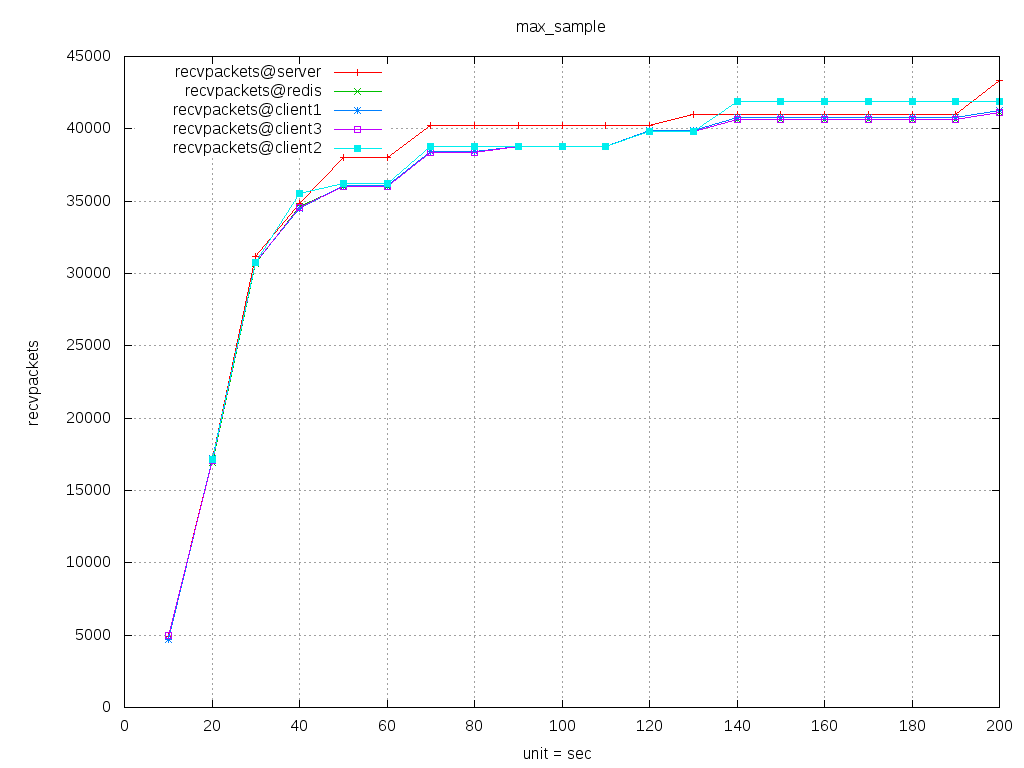 max_sample
45000
40000
35000
30000
25000
20000
15000
10000
5000
0
recvpackets
recvpackets@server
recvpackets@redis
recvpackets@client1
recvpackets@client3
recvpackets@client2
0 20 40 60 80 100 120 140 160 180 200
unit = sec